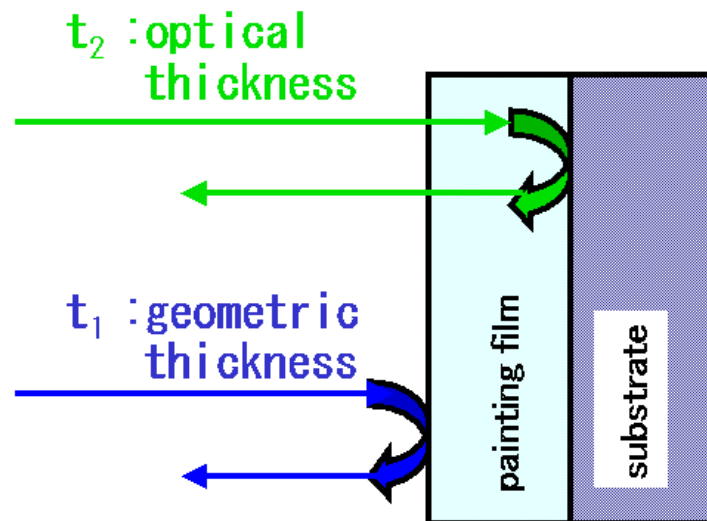 t₂ :optical
thickness
t₁ :geometric
thickness
painting film
substrate